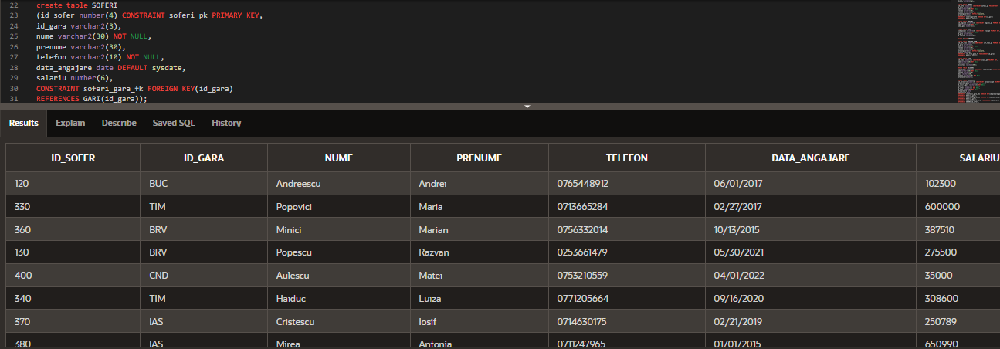 22 create table SOFERI
23 (id_sofer number(4) CONSTRAINT soferi_pk PRIMARY KEY,
24 id_gara varchar2(3),
25 nume varchar2(30) NOT NULL,
26 prenume varchar2(30),
27 telefon varchar2(10) NOT NULL,
28 data_angajare date DEFAULT sysdate,
29 salariu number(6),
30 CONSTRAINT soferi_gara_fk FOREIGN KEY(id_gara)
31 REFERENCES GARI(id_gara));
Results Explain Describe Saved SQL History
ID_SOFER ID_GARA NUME PRENUME TELEFON DATA_ANGAJARE SALARIU
120 BUC Andreescu Andrei 0765448912 06/01/2017 102300
330 TIM Popovici Maria 0713665284 02/27/2017 600000
360 BRV Minici Marian 0756332014 10/13/2015 387510
130 BRV Popescu Razvan 0253661479 05/30/2021 275500
400 CND Aulescu Matei 0753210559 04/01/2022 35000
340 TIM Haiduc Luiza 0771205664 09/16/2020 308600
370 IAS Cristescu Iosif 0714630175 02/21/2019 250789
380 IAS Mirea Antonia 0711247965 01/01/2015 650990